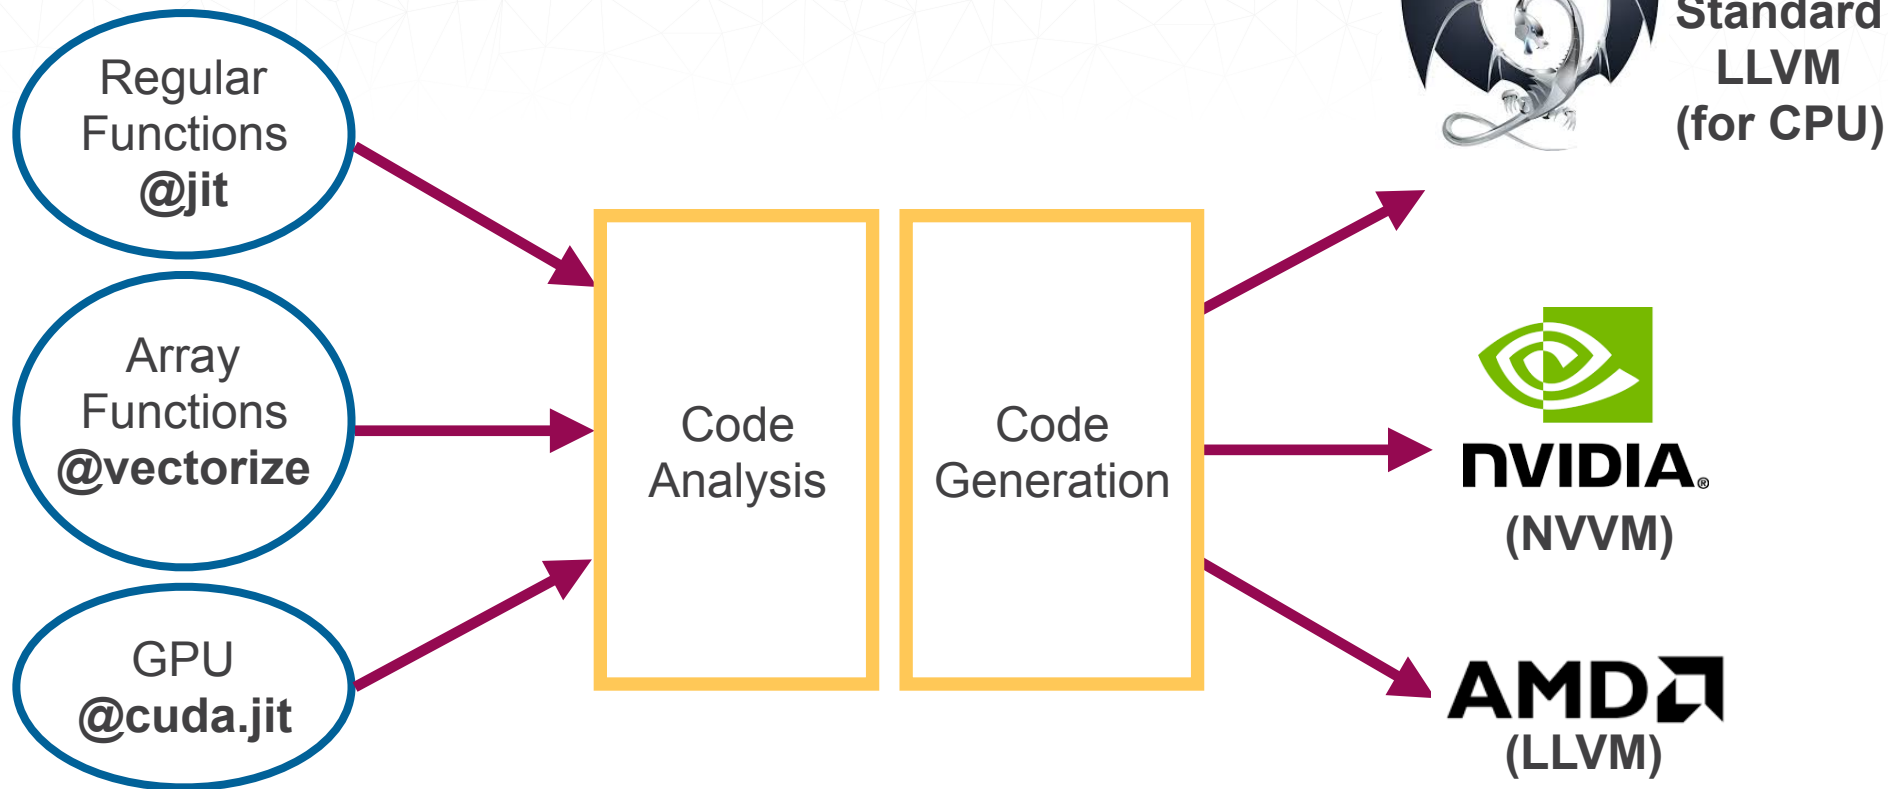 Regular
Functions
@jit
Array
Functions
@vectorize
GPU
@cuda.jit
Code
Analysis
Code
Generation
Standard
LLVM
(for CPU)
NVIDIA®
(NVVM)
AMD
(LLVM)